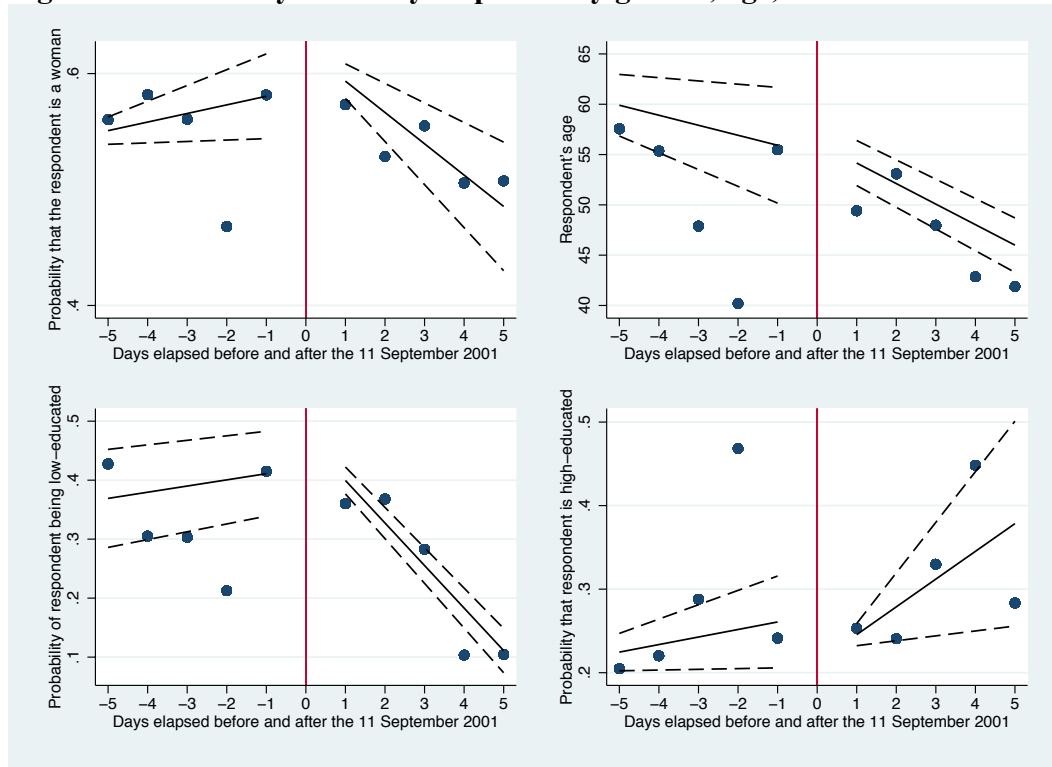 Probability that the respondent is a woman
.6
.4
−5 −4 −3 −2 −1 0 1 2 3 4 5
Days elapsed before and after the 11 September 2001
Respondent's age
65
60
55
50
45
40
−5 −4 −3 −2 −1 0 1 2 3 4 5
Days elapsed before and after the 11 September 2001
Probability of respondent being low−educated
.5
.4
.3
.2
.1
−5 −4 −3 −2 −1 0 1 2 3 4 5
Days elapsed before and after the 11 September 2001
Probability that respondent is high−educated
.5
.4
.3
.2
−5 −4 −3 −2 −1 0 1 2 3 4 5
Days elapsed before and after the 11 September 2001